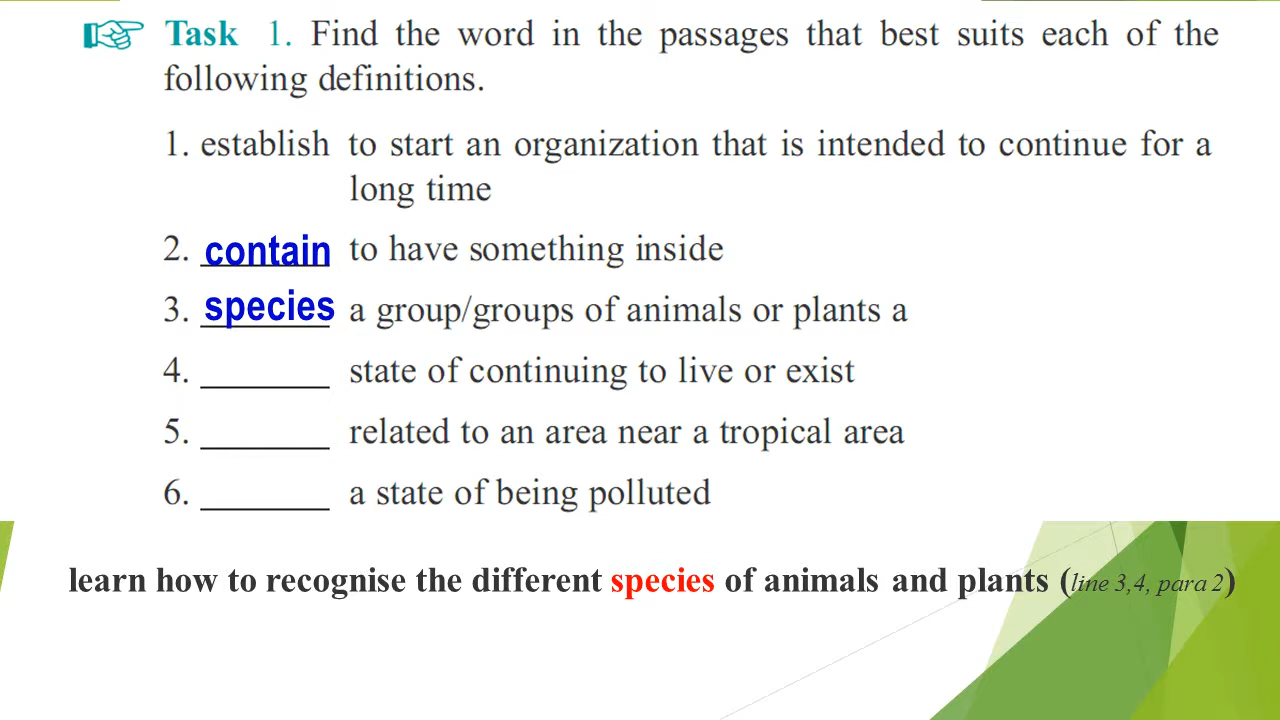 Task 1. Find the word in the passages that best suits each of the
following definitions.
1. establish to start an organization that is intended to continue for a
long time
2. contain to have something inside
3. species a group/groups of animals or plants a
4. ________ state of continuing to live or exist
5. ________ related to an area near a tropical area
6. ________ a state of being polluted
learn how to recognise the different species of animals and plants (line 3,4, para 2)